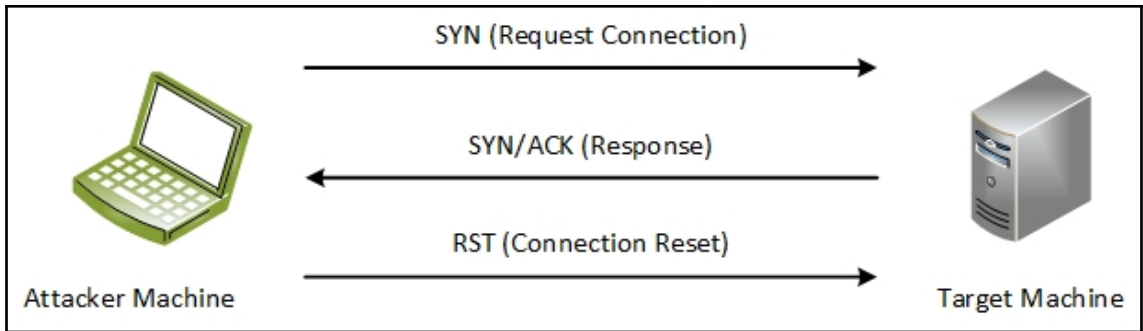 SYN (Request Connection)
SYN/ACK (Response)
RST (Connection Reset)
Attacker Machine
Target Machine